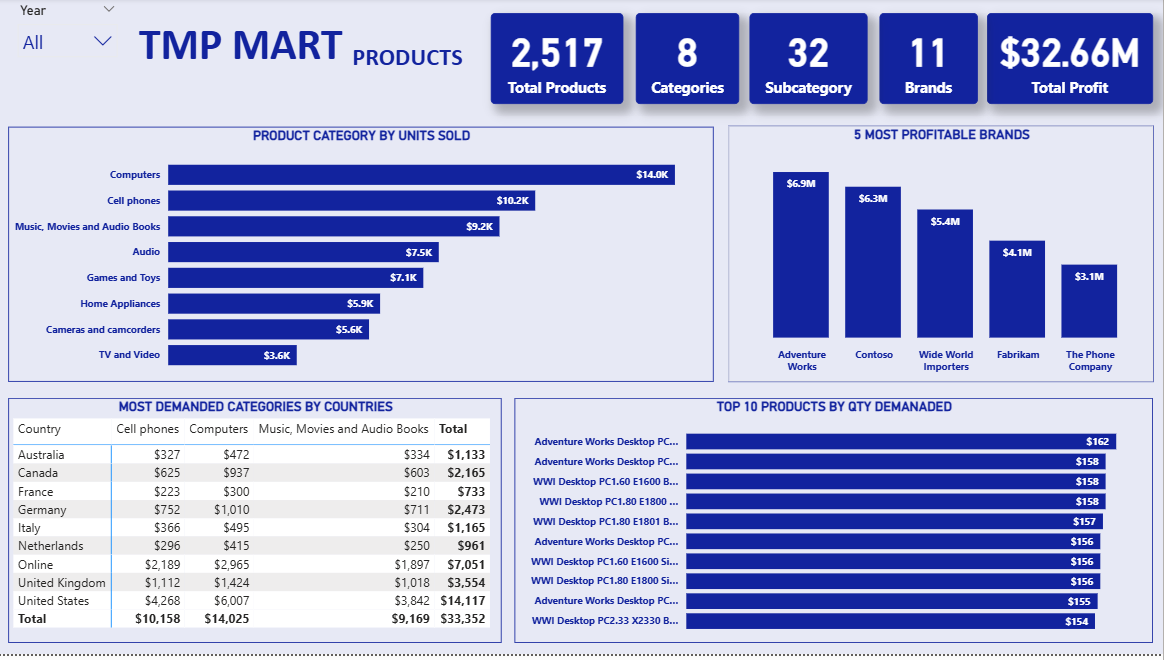 Year
All
TMP MART PRODUCTS
2,517
Total Products
8
Categories
32
Subcategory
11
Brands
$32.66M
Total Profit
PRODUCT CATEGORY BY UNITS SOLD
Computers $14.0K
Cell phones $10.2K
Music, Movies and Audio Books $9.2K
Audio $7.5K
Games and Toys $7.1K
Home Appliances $5.9K
Cameras and camcorders $5.6K
TV and Video $3.6K
5 MOST PROFITABLE BRANDS
$6.9M $6.3M $5.4M $4.1M $3.1M
Adventure Works
Contoso
Wide World Importers
Fabrikam
The Phone Company
MOST DEMANDED CATEGORIES BY COUNTRIES
Country Cell phones Computers Music, Movies and Audio Books Total
Australia $327 $472 $334 $1,133
Canada $625 $937 $603 $2,165
France $223 $300 $210 $733
Germany $752 $1,010 $711 $2,473
Italy $366 $495 $304 $1,165
Netherlands $296 $415 $250 $961
Online $2,189 $2,965 $1,897 $7,051
United Kingdom $1,112 $1,424 $1,018 $3,554
United States $4,268 $6,007 $3,842 $14,117
Total $10,158 $14,025 $9,169 $33,352
TOP 10 PRODUCTS BY QTY DEMANADED
Adventure Works Desktop PC... $162
Adventure Works Desktop PC... $158
WWI Desktop PC1.60 E1600 B... $158
WWI Desktop PC1.80 E1800 ... $158
WWI Desktop PC1.80 E1801 B... $157
Adventure Works Desktop PC... $156
WWI Desktop PC1.60 E1600 Si... $156
WWI Desktop PC1.80 E1800 Si... $156
Adventure Works Desktop PC... $155
WWI Desktop PC2.33 X2330 B... $154